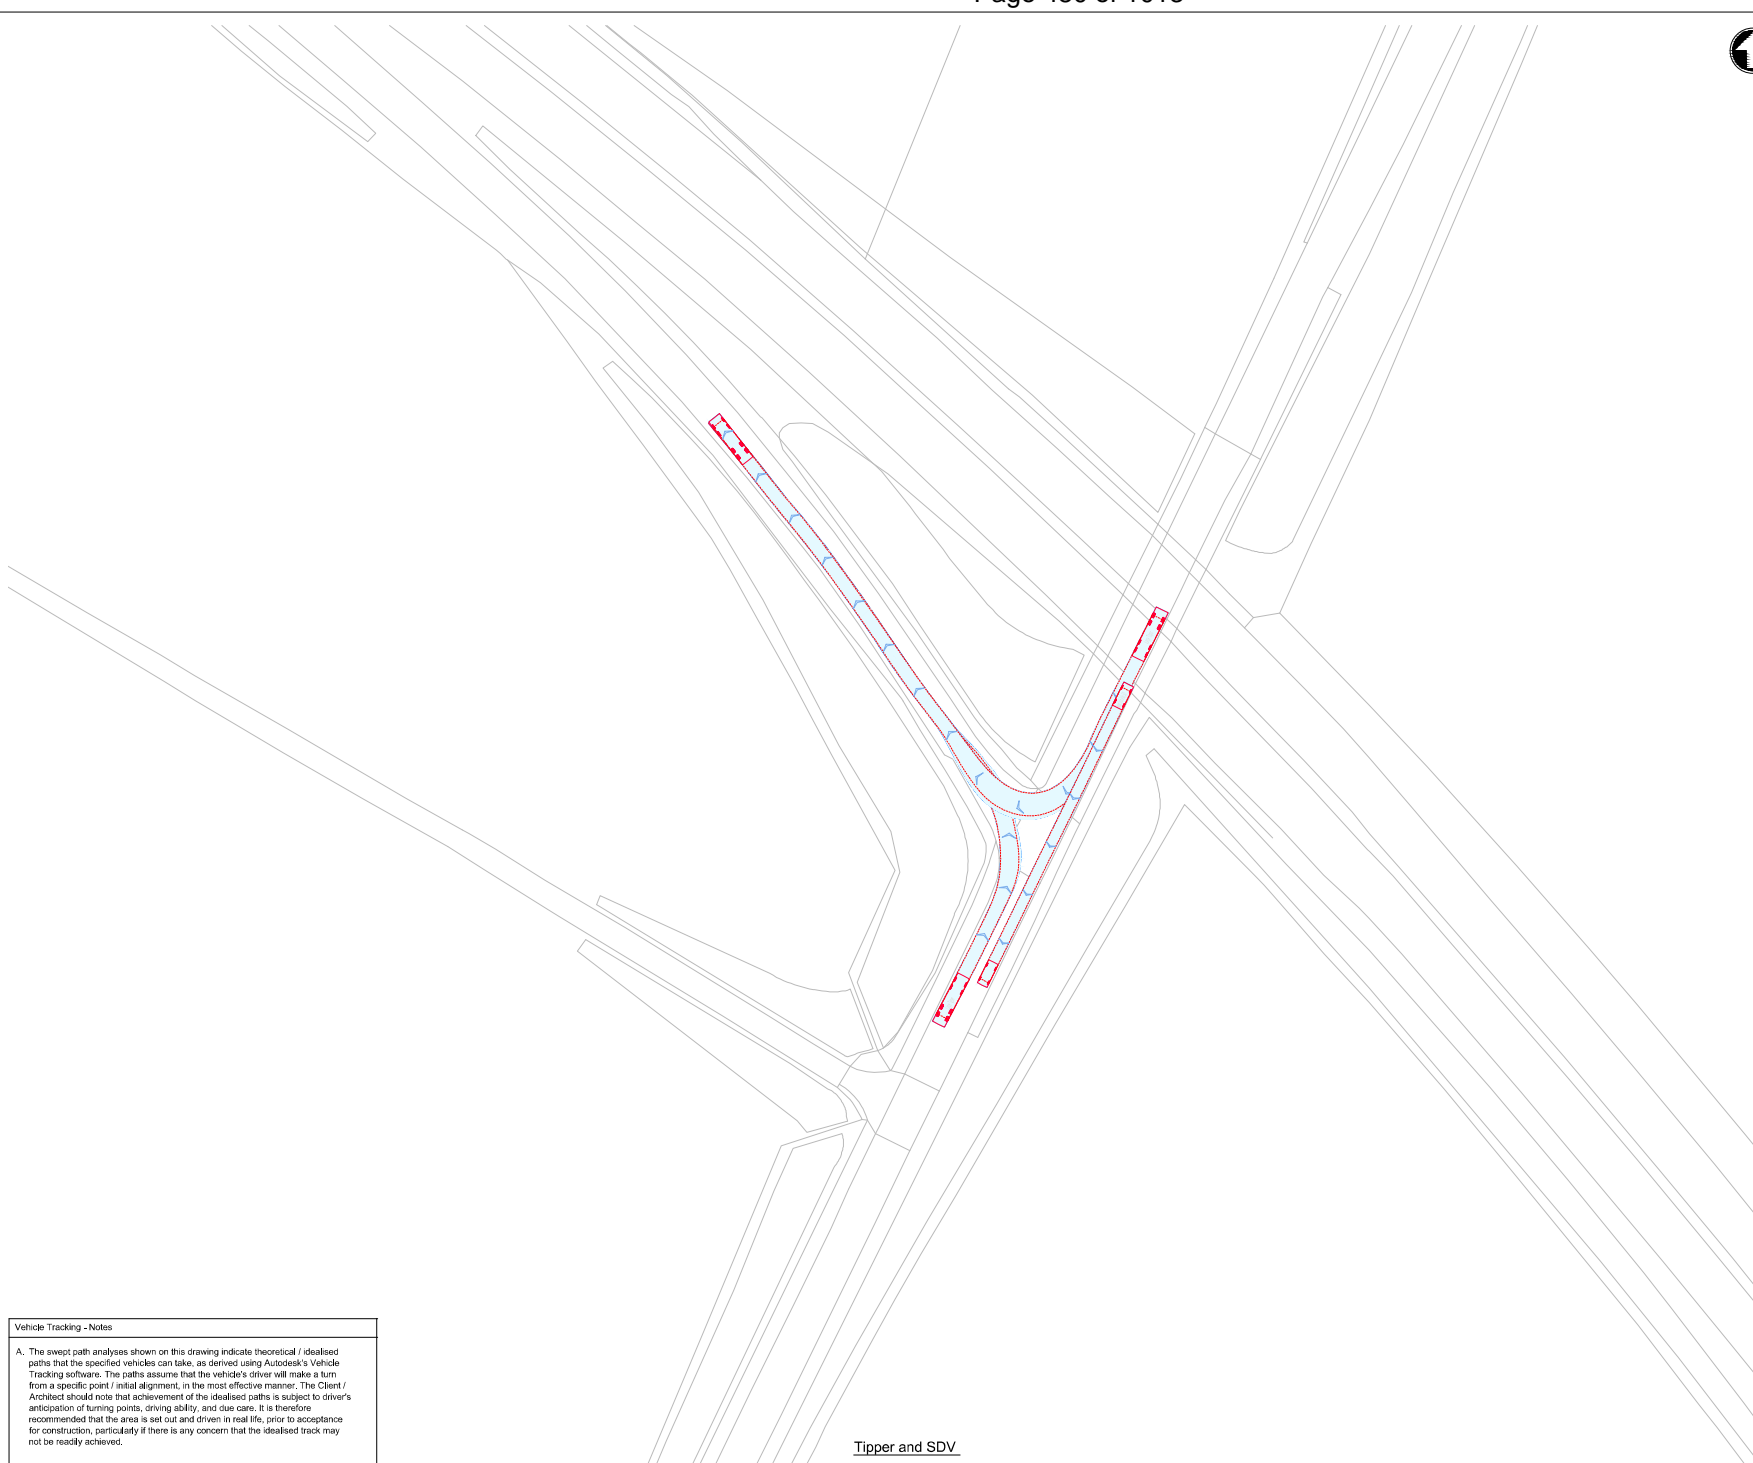 Vehicle Tracking - Notes
A. The swept path analyses shown on this drawing indicate theoretical / idealised
paths that the specified vehicles can take, as derived using Autodesk's Vehicle
Tracking software. The paths assume that the vehicle's driver will make a turn
from a specific point / initial alignment, in the most effective manner. The Client /
Architect should note that achievement of the idealised paths is subject to driver's
anticipation of turning points, driving ability, and due care. It is therefore
recommended that the area is set out and driven in real life, prior to acceptance
for construction, particularly if there is any concern that the idealised track may
not be readily achieved.
Tipper and SDV